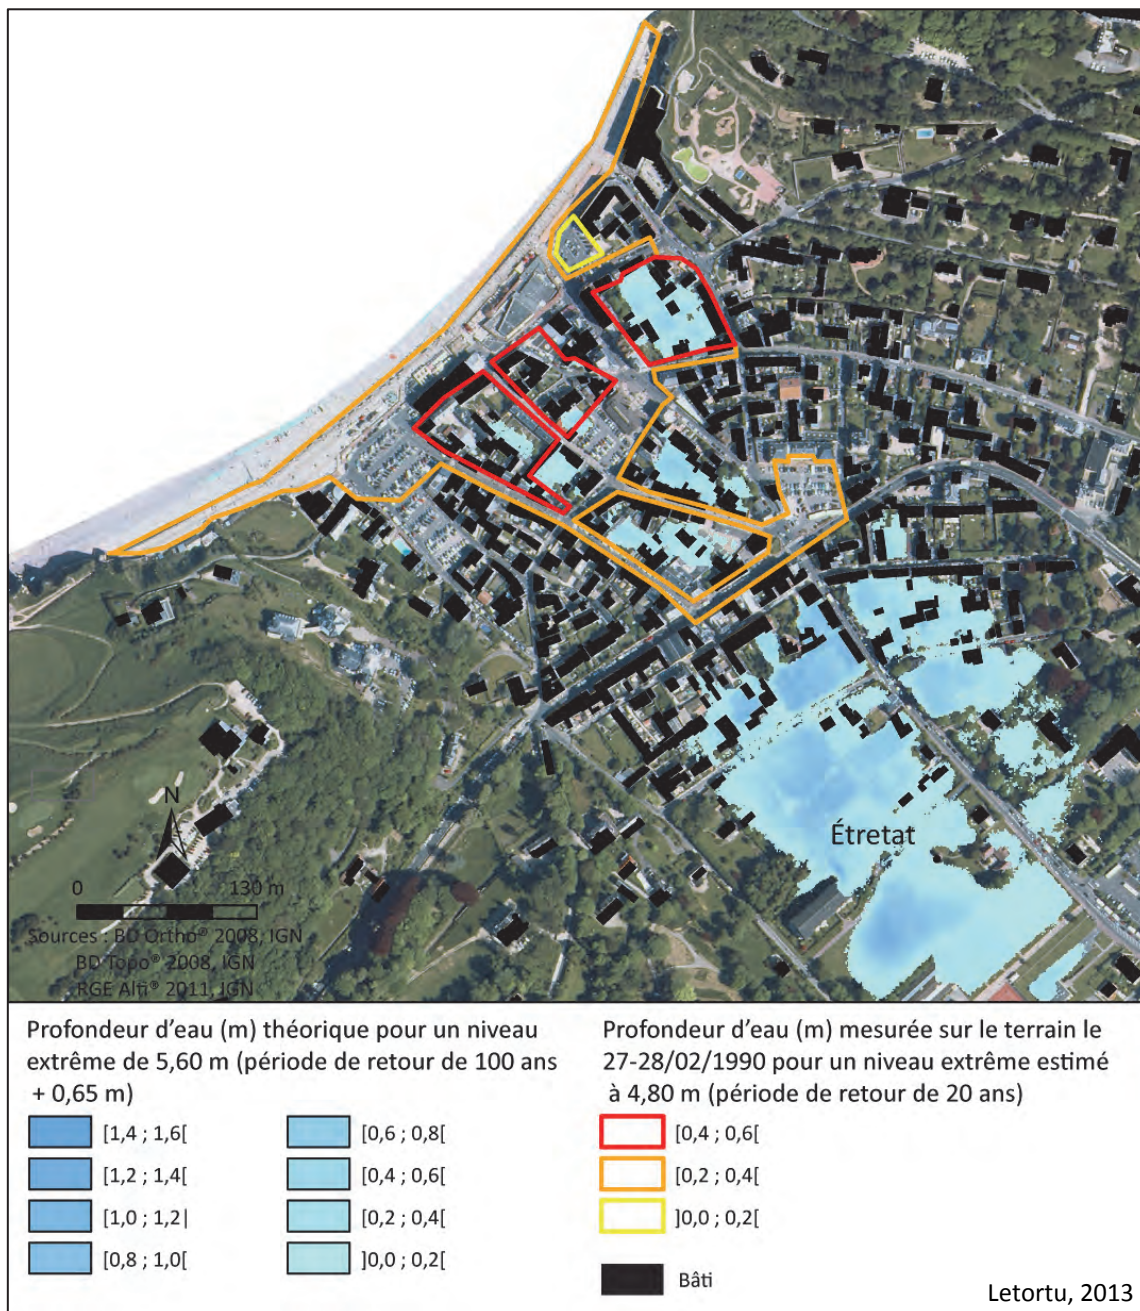 Étretat
N
0 130 m
Sources : BD Ortho® 2008, IGN
BD Topo® 2008, IGN
RGE Alti® 2011, IGN
Profondeur d’eau (m) théorique pour un niveau
extrême de 5,60 m (période de retour de 100 ans
+ 0,65 m)
[1,4 ; 1,6[
[1,2 ; 1,4[
[1,0 ; 1,2|
[0,8 ; 1,0[
[0,6 ; 0,8[
[0,4 ; 0,6[
[0,2 ; 0,4[
]0,0 ; 0,2[
Profondeur d’eau (m) mesurée sur le terrain le
27-28/02/1990 pour un niveau extrême estimé
à 4,80 m (période de retour de 20 ans)
[0,4 ; 0,6[
[0,2 ; 0,4[
]0,0 ; 0,2[
Bâti
Letortu, 2013